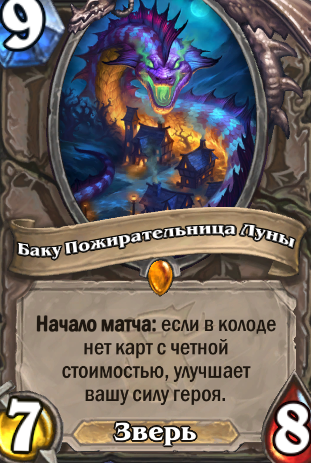 9
Баку Пожирательница Луны
Начало матча: если в колоде
нет карт с четной
стоимостью, улучшает
вашу силу героя.
7
Зверь
8